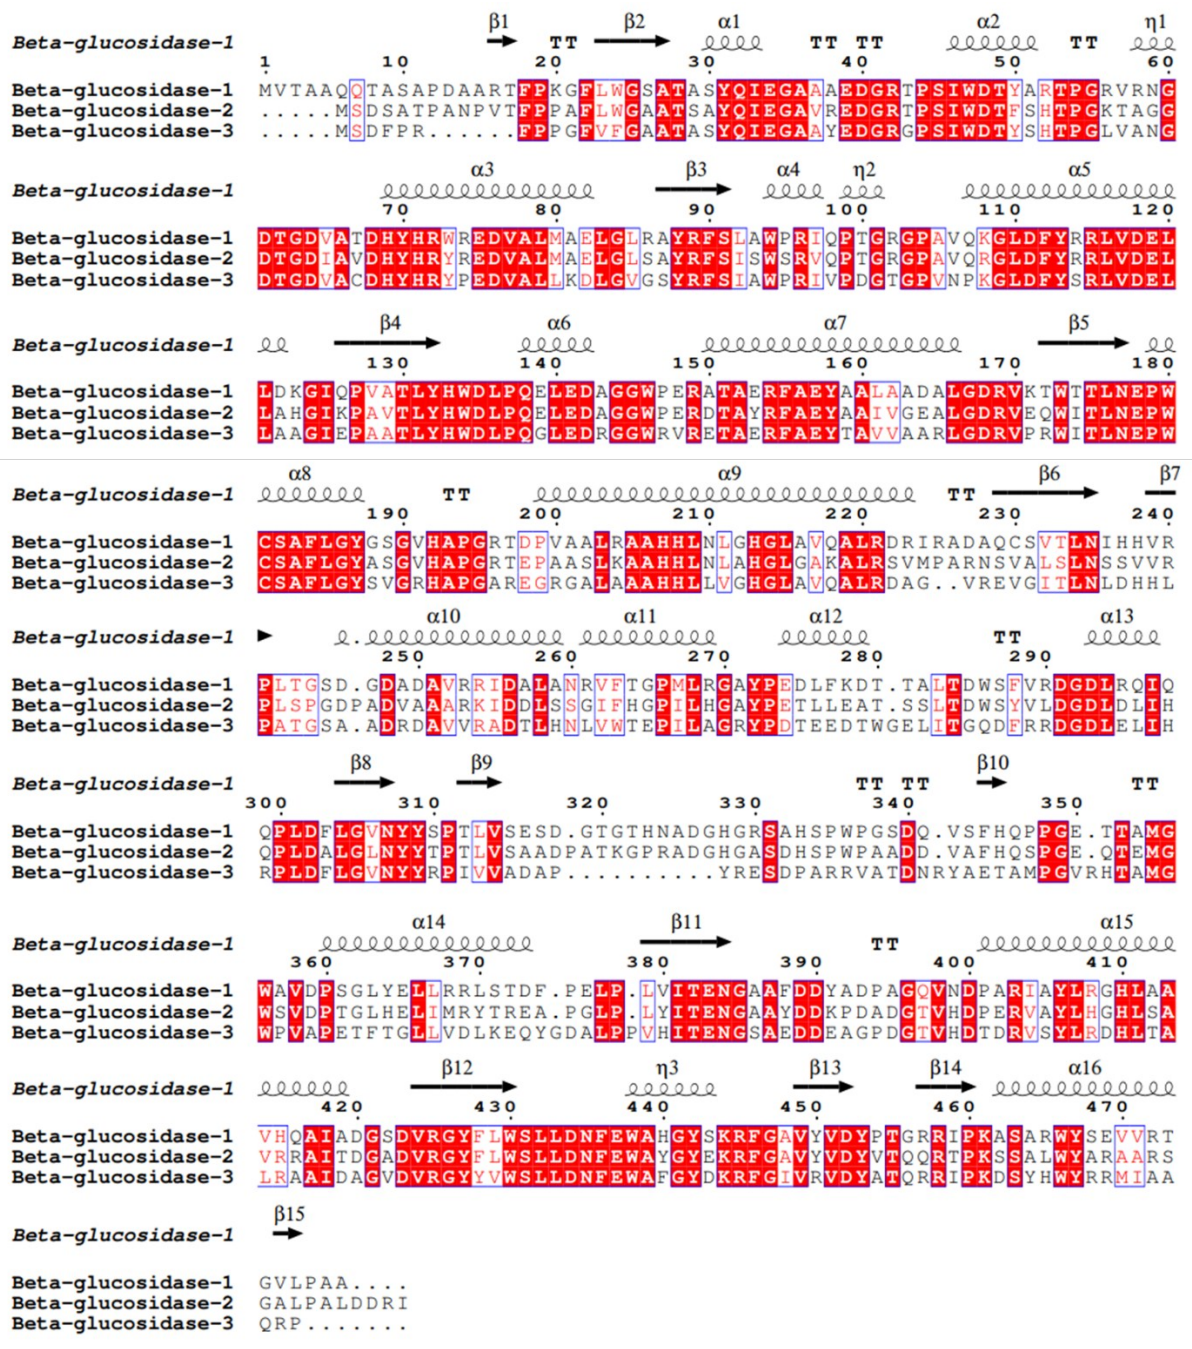 β1 β2 α1 α2 η1
Beta-glucosidase-1 TT TT TT TT
1 10 20 30 40 50 60
Beta-glucosidase-1 MVTAAQQTASAPDAARTFPKGFLWGSATASYQIEGAAAEDGRTPSIWDTYARTPGRVRNG
Beta-glucosidase-2 .....MSDSATPANPVTFPPAFLWGAATSAYQIEGAVREDGRTPSIWDTFSHTPGKTAGG
Beta-glucosidase-3 .....MSDFPR......FPPGFVFGAATASYQIEGAAYEDGRGPSIWDTYSHTPGLVANG
α3 β3 α4 η2 α5
Beta-glucosidase-1
70 80 90 100 110 120
Beta-glucosidase-1 DTGDVATDHYHRWREDVALMAELGLRAYRFSLAWPRIQPTGRGPAVQKGLDFYRRLVDEL
Beta-glucosidase-2 DTGDIAVDHYHRYREDVALMAELGLSAYRFSISWSRVQPTGRGPAVQRGLDFYRRLVDEL
Beta-glucosidase-3 DTGDVACDHYHRYPEDVALLKDLGVGSYRFSIAWPRIVPDGTGPVNPKGLDFYSRLVDEL
β4 α6 α7 β5
Beta-glucosidase-1
130 140 150 160 170 180
Beta-glucosidase-1 LDKGIQPVATLYHWDLPQELEDAGGWPERATAERFAEYAALAADALGDRVKTWTTLNEPW
Beta-glucosidase-2 LAHGIKPAVTLYHWDLPQELEDAGGWPERDTAYRFAEYAAIVGEALGDRVEQWITLNEPW
Beta-glucosidase-3 LAAGIEPAATLYHWDLPQGLEDRGGWRVRETAERFAEYTAVVAARLGDRVPRWITLNEPW
α8 α9 β6 β7
Beta-glucosidase-1 TT TT
190 200 210 220 230 240
Beta-glucosidase-1 CSAFLGYGSGVHAPGRTDPVAALRAAHHLNLGHGLAVQALRDRIRADAQCSVTLNIHHVR
Beta-glucosidase-2 CSAFLGYASGVHAPGRTEPAASLKAAHHLNLAHGLGAKALRSVMPARNSVALSLNSSVVR
Beta-glucosidase-3 CSAFLGYSVGRHAPGAREGRGALAAAHHLLVGHGLAVQALRDAG..VREVGITLNLDHHL
α10 α11 α12 α13
Beta-glucosidase-1 . TT
250 260 270 280 290
Beta-glucosidase-1 PLTGSD.GDADAVRRIDALANRVFTGPMLRGAYPEDLFKDT.TALTDWSFVRDGDLRQIQ
Beta-glucosidase-2 PLSPGDPADVAAARKIDDLSSGIFHGPILHGAYPETLLEAT.SSLTDWSYVLDGDLDLIH
Beta-glucosidase-3 PATGSA.ADRDAVVRADTLHNLVWTEPILAGRYPDTEEDTWGELITGQDFRRDGDLELIH
β8 β9 β10
Beta-glucosidase-1 TT TT TT
300 310 320 330 340 350
Beta-glucosidase-1 QPLDFLGVNYYSPTLVSESD.GTGTHNADGHGRSAHSPWPGSDQ.VSFHQPPGE.TTAMG
Beta-glucosidase-2 QPLDALGLNYYTPTLVSAADPATKGPRADGHGASDHSPWPAADD.VAFHQSPGE.QTEMG
Beta-glucosidase-3 RPLDFLGVNYYRPIVVADAP..........YRESDPARRVATDNRYAETAMPGVRHTAMG
α14 β11 α15
Beta-glucosidase-1 TT
360 370 380 390 400 410
Beta-glucosidase-1 WAVDPSGLYELLRRLSTDF.PELP.LVITENGAAFDDYADPAGQVNDPARIAYLRGHLAA
Beta-glucosidase-2 WSVDPTGLHELIMRYTREA.PGLP.LYITENGAAYDDKPDADGTVHDPERVAYLHGHLSA
Beta-glucosidase-3 WPVAPETFTGLLVDLKEQYGDALPPVHITENGSAEDDEAGPDGTVHDTDRVSYLRDHLTA
β12 η3 β13 β14 α16
Beta-glucosidase-1
420 430 440 450 460 470
Beta-glucosidase-1 VHQAIADGSDVRGYFLWSLLDNFEWAHGYSKRFGAVYVDYPTGRRIPKASARWYSEVVRT
Beta-glucosidase-2 VRRAITDGADVRGYFLWSLLDNFEWAYGYEKRFGAVYVDYVTQQRTPKSSALWYARAARS
Beta-glucosidase-3 LRAAIDAGVDVRGYYVWSLLDNFEWAFGYDKRFGIVRVDYATQRRIPKDSYHWYRRMIAA
β15
Beta-glucosidase-1
Beta-glucosidase-1 GVLPAA....
Beta-glucosidase-2 GALPALDDRI
Beta-glucosidase-3 QRP.......